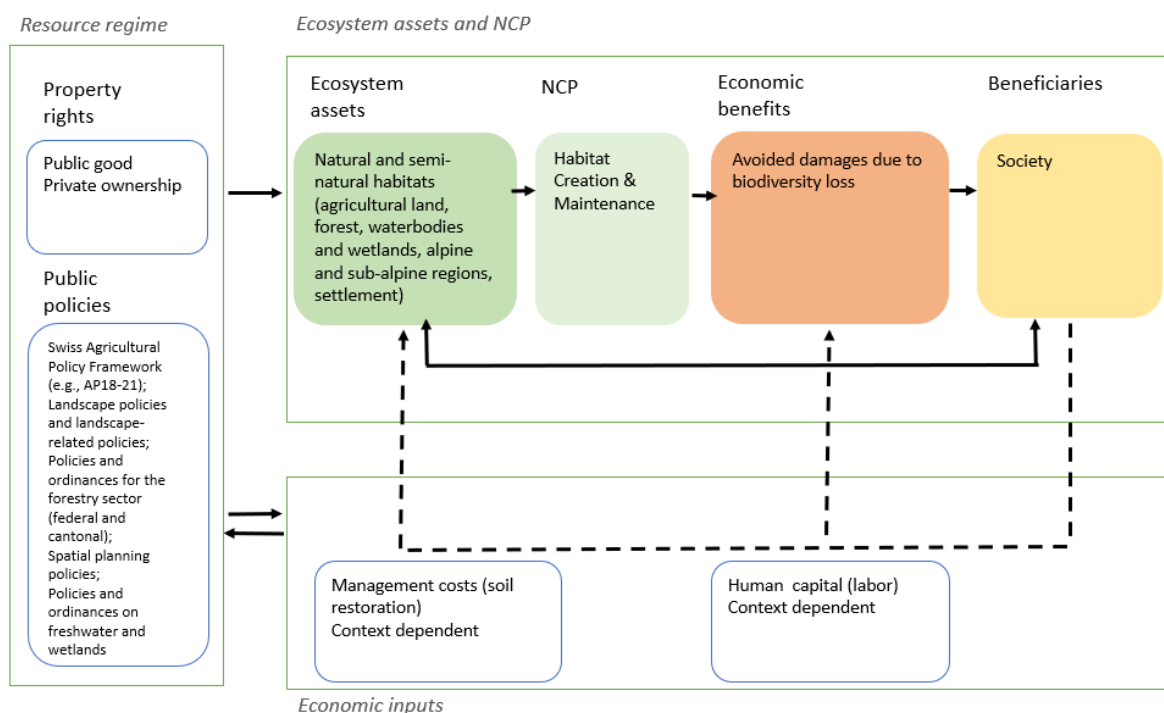 Resource regime
Property
rights
Public good
Private ownership
Public
policies
Swiss Agricultural
Policy Framework
(e.g., AP18-21);
Landscape policies
and landscape-
related policies;
Policies and
ordinances for the
forestry sector
(federal and
cantonal);
Spatial planning
policies;
Policies and
ordinances on
freshwater and
wetlands
Ecosystem assets and NCP
Ecosystem
assets
Natural and semi-
natural habitats
(agricultural land,
forest, waterbodies
and wetlands, alpine
and sub-alpine regions,
settlement)
NCP
Habitat
Creation &
Maintenance
Economic
benefits
Avoided damages due to
biodiversity loss
Beneficiaries
Society
Management costs (soil
restoration)
Context dependent
Human capital (labor)
Context dependent
Economic inputs